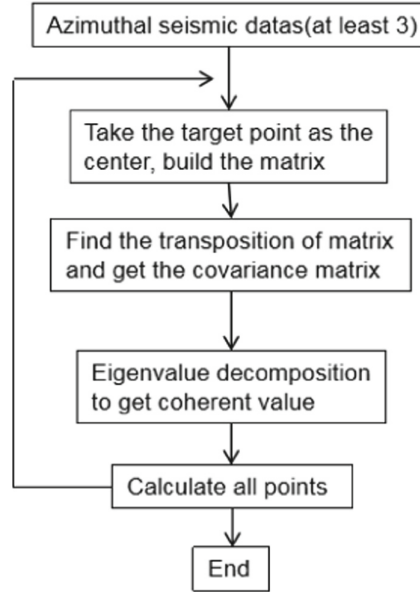 Azimuthal seismic datas(at least 3)
Take the target point as the
center, build the matrix
Find the transposition of matrix
and get the covariance matrix
Eigenvalue decomposition
to get coherent value
Calculate all points
End